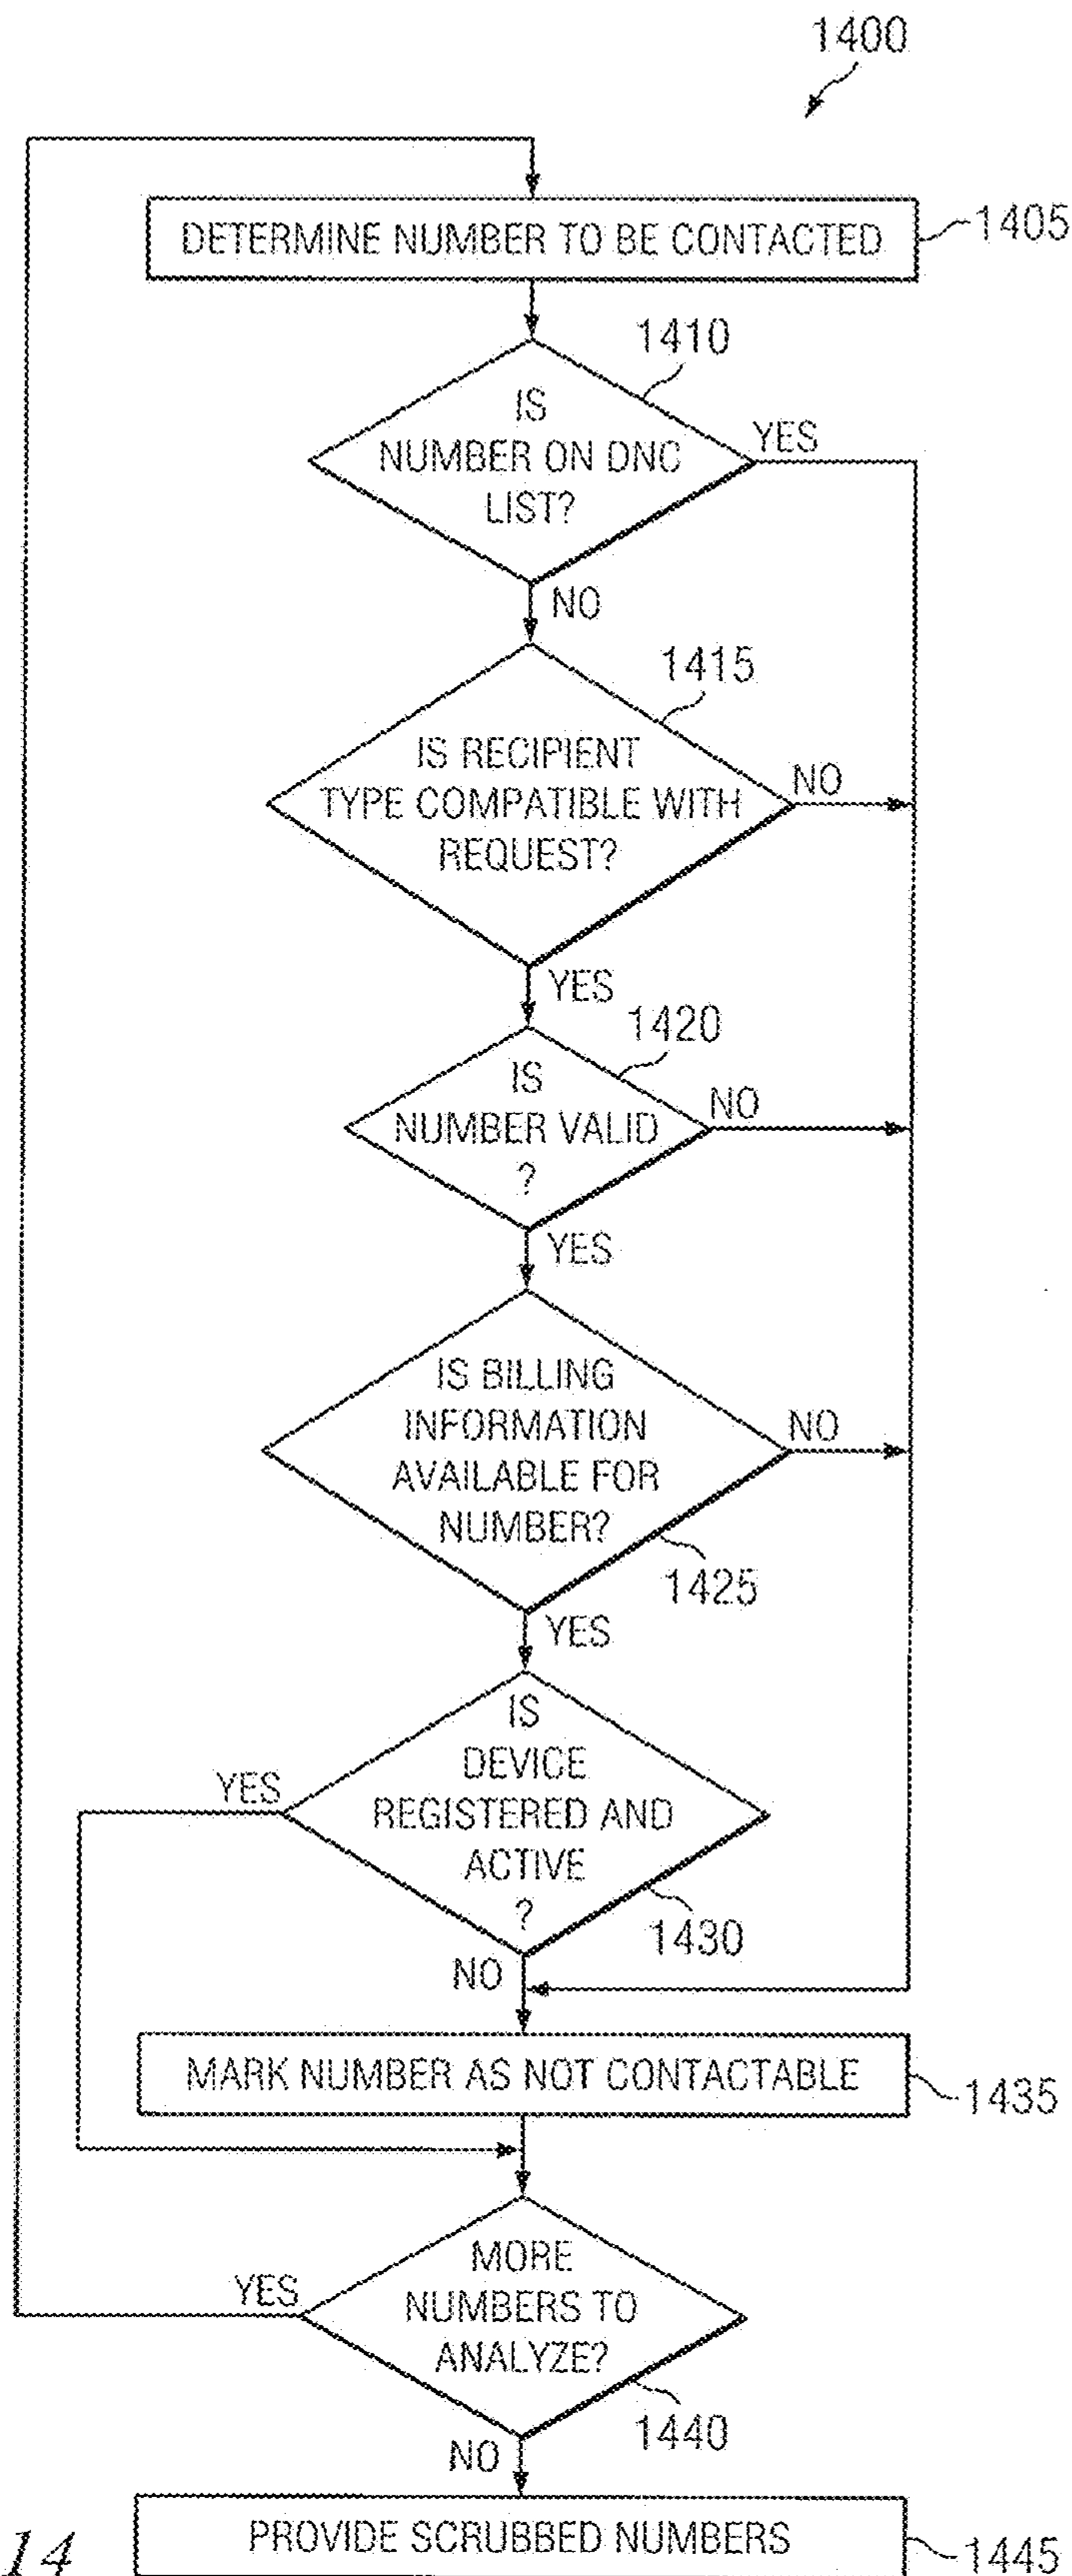 1400
DETERMINE NUMBER TO BE CONTACTED
1405
1410
IS
NUMBER ON DNC
LIST?
YES
NO
1415
IS RECIPIENT
TYPE COMPATIBLE WITH
REQUEST?
NO
YES
1420
IS
NUMBER VALID
?
NO
YES
IS BILLING
INFORMATION
AVAILABLE FOR
NUMBER?
NO
1425
YES
IS
DEVICE
REGISTERED AND
ACTIVE
?
YES
1430
NO
MARK NUMBER AS NOT CONTACTABLE
1435
MORE
NUMBERS TO
ANALYZE?
YES
1440
NO
PROVIDE SCRUBBED NUMBERS
1445
14